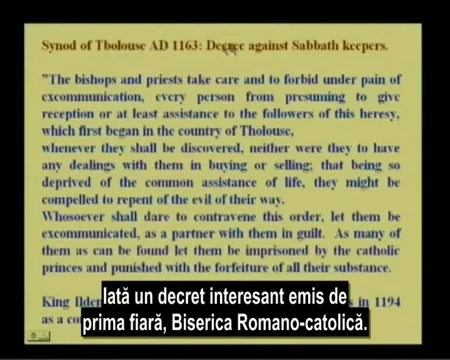 Synod of Tbolouse AD 1163: Degree against Sabbath keepers.
"The bishops and priests take care and to forbid under pain of
excommunication, every person from presuming to give
reception or at least assistance to the followers of this heresy,
which first began in the country of Tholouse,
whenever they shall be discovered, neither were they to have
any dealings with them in buying or selling; that being so
deprived of the common assistance of life, they might be
compelled to repent of the evil of their way.
Whosoever shall dare to contravene this order, let them be
excommunicated, as a partner with them in guilt. As many of
them as can be found let them be imprisoned by the catholic
princes and punished with the forfeiture of all their substance.
King in 1194
as a
Iată un decret interesant emis de
prima fiară, Biserica Romano-catolică.